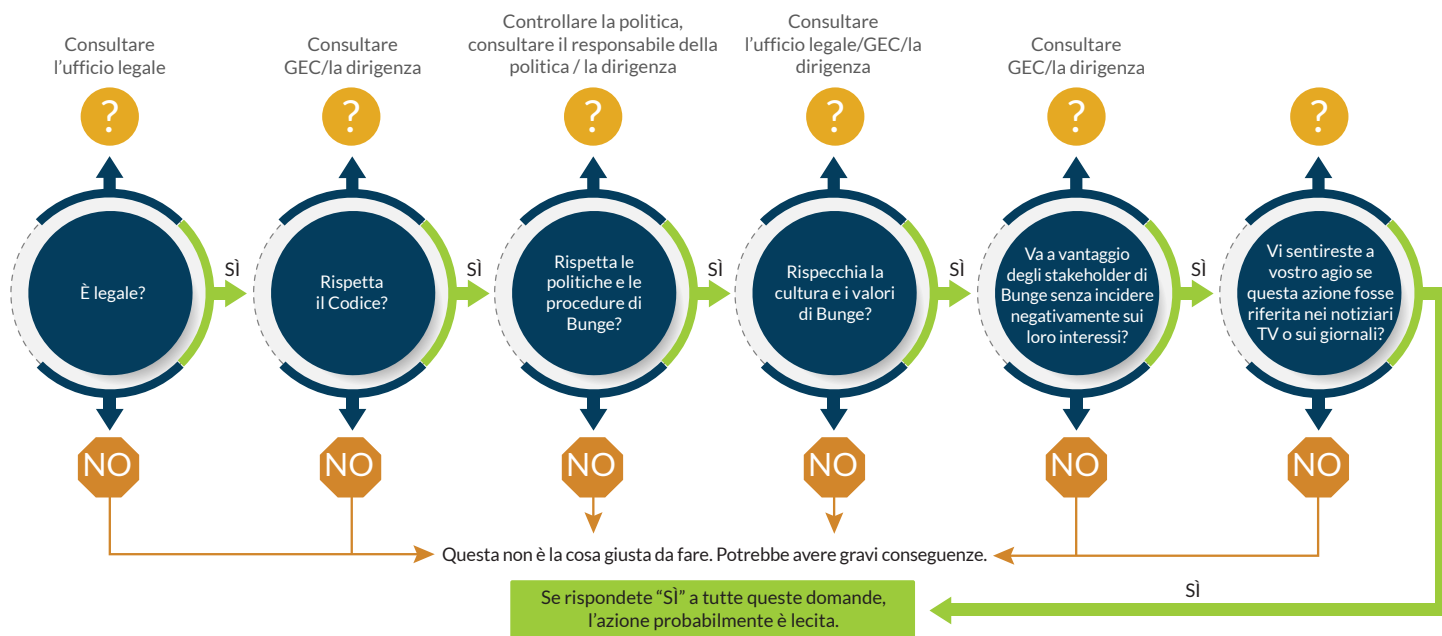 Consultare
l'ufficio legale
Consultare
GEC/la dirigenza
Controllare la politica,
consultare il responsabile della
politica / la dirigenza
Consultare
l'ufficio legale/GEC/la
dirigenza
Consultare
GEC/la dirigenza
?
?
?
?
?
?
È legale?
SÌ
Rispetta
il Codice?
SÌ
Rispetta le
politiche e le
procedure di
Bunge?
SÌ
Rispecchia la
cultura e i valori
di Bunge?
SÌ
Va a vantaggio
degli stakeholder di
Bunge senza incidere
negativamente sui
loro interessi?
SÌ
Vi sentireste a
vostro agio se
questa azione fosse
riferita nei notiziari
TV o sui giornali?
NO
NO
NO
NO
NO
NO
Questa non è la cosa giusta da fare. Potrebbe avere gravi conseguenze.
SÌ
Se rispondete “SÌ” a tutte queste domande,
l'azione probabilmente è lecita.